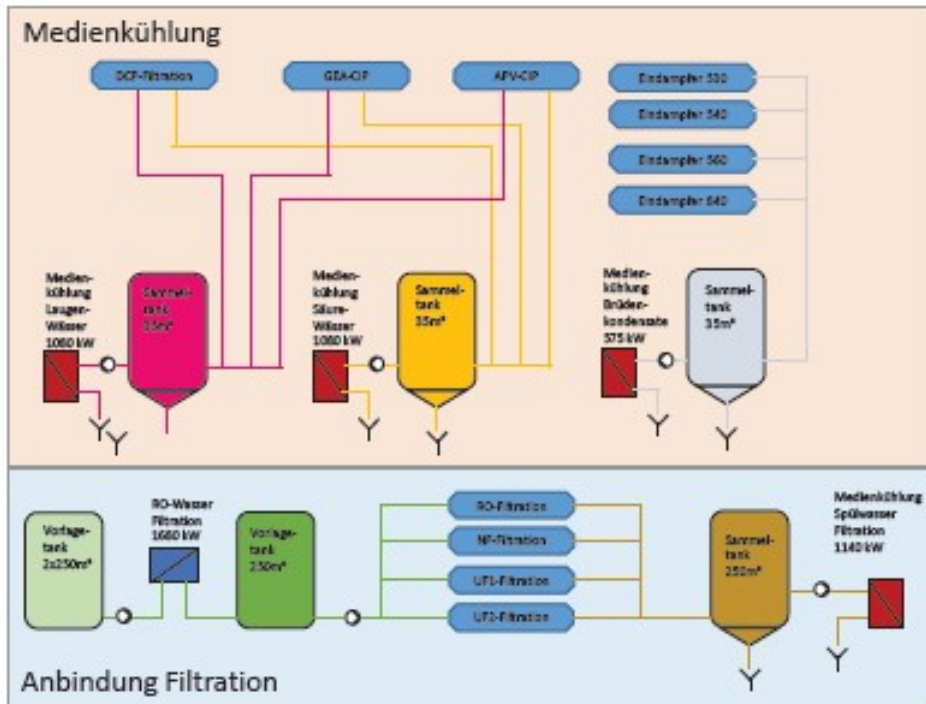 Medienkühlung
DCF-Filtration
GEA-CIP
APV-CIP
Eindampfer 530
Eindampfer 540
Eindampfer 560
Eindampfer 640
Medien-
kühlung
Laugen-
Wässer
1080 kW
Sammel-
tank
35m³
Medien-
kühlung
Säure-
Wässer
1080 kW
Sammel-
tank
35m³
Medien-
kühlung
Brüden-
kondensate
575 kW
Sammel-
tank
35m³
Vorlage-
tank
2x250m³
RO-Wasser
Filtration
1680 kW
Vorlage-
tank
250m³
RO-Filtration
NF-Filtration
UF1-Filtration
UF2-Filtration
Sammel-
tank
250m³
Medienkühlung
Spülwasser
Filtration
1140 kW
Anbindung Filtration